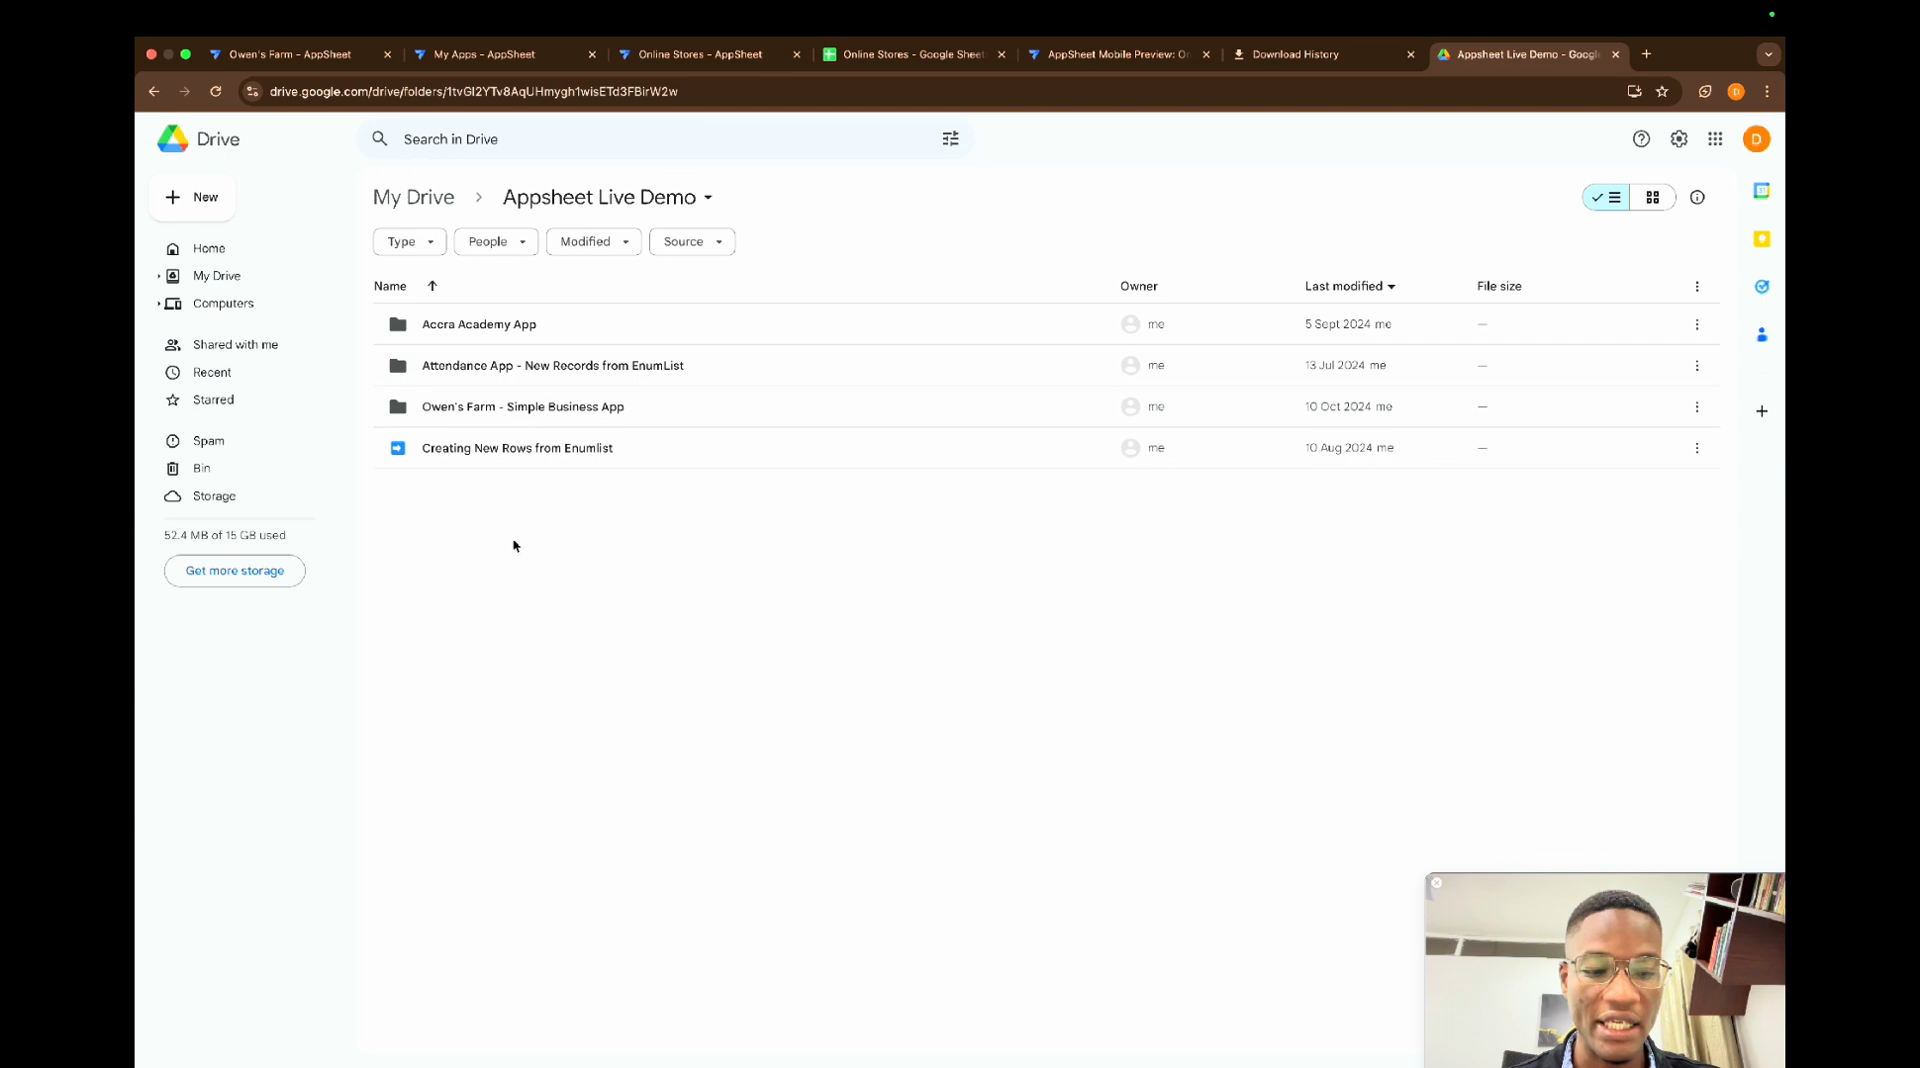 Owen's Farm - AppSheet
My Apps - AppSheet
Online Stores - AppSheet
Online Stores - Google Sheet
AppSheet Mobile Preview: On
Download History
Appsheet Live Demo - Google
drive.google.com/drive/folders/1tvGI2YTv8AqUHmygh1wisETd3FBirW2w
D
Drive
Search in Drive
D
New
Home
My Drive
Computers
Shared with me
Recent
Starred
Spam
Bin
Storage
52.4 MB of 15 GB used
Get more storage
My Drive > Appsheet Live Demo
Type People Modified Source
Name Owner Last modified File size
Accra Academy App me 5 Sept 2024 me —
Attendance App - New Records from EnumList me 13 Jul 2024 me —
Owen's Farm - Simple Business App me 10 Oct 2024 me —
Creating New Rows from Enumlist me 10 Aug 2024 me —
31